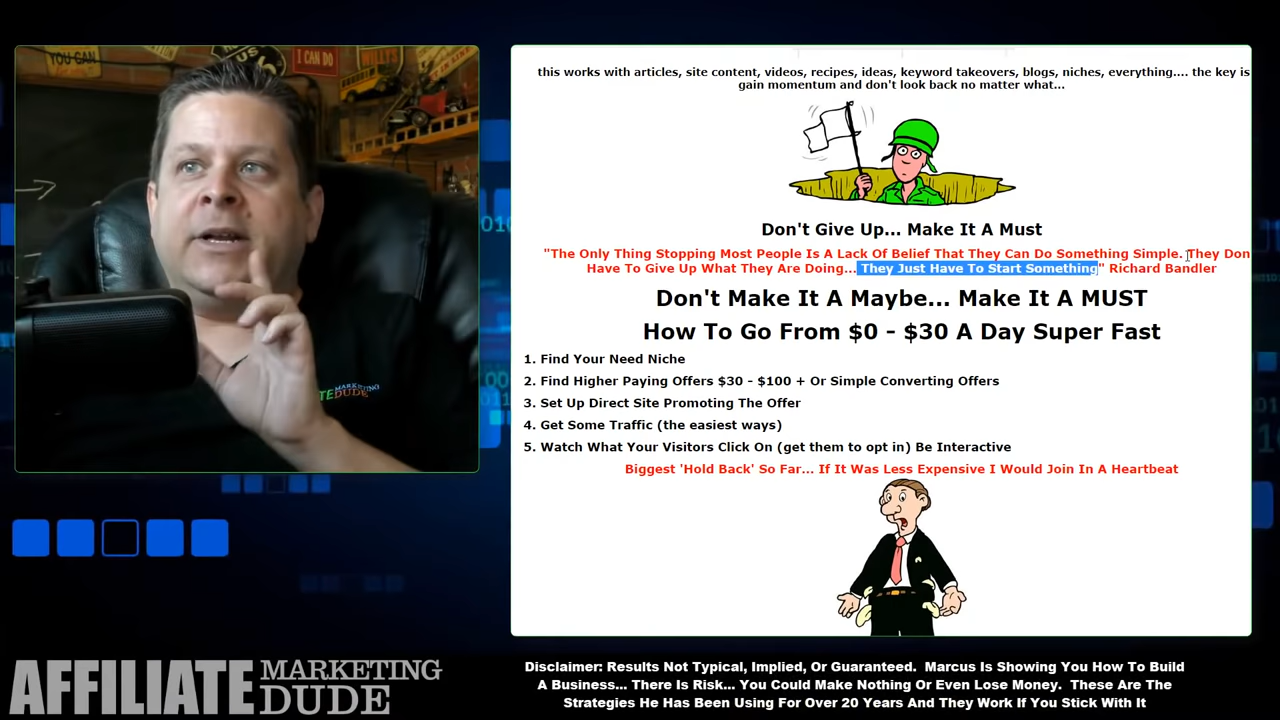 YOU CAN
I CAN DO
WILLYS
this works with articles, site content, videos, recipes, ideas, keyword takeovers, blogs, niches, everything.... the key is
gain momentum and don't look back no matter what...
Don't Give Up... Make It A Must
"The Only Thing Stopping Most People Is A Lack Of Belief That They Can Do Something Simple. They Don
Have To Give Up What They Are Doing... They Just Have To Start Something" Richard Bandler
Don't Make It A Maybe... Make It A MUST
How To Go From $0 - $30 A Day Super Fast
1. Find Your Need Niche
2. Find Higher Paying Offers $30 - $100 + Or Simple Converting Offers
3. Set Up Direct Site Promoting The Offer
4. Get Some Traffic (the easiest ways)
5. Watch What Your Visitors Click On (get them to opt in) Be Interactive
Biggest 'Hold Back' So Far... If It Was Less Expensive I Would Join In A Heartbeat
MARKETING
DUDE
AFFILIATE MARKETING
DUDE
Disclaimer: Results Not Typical, Implied, Or Guaranteed. Marcus Is Showing You How To Build
A Business... There Is Risk... You Could Make Nothing Or Even Lose Money. These Are The
Strategies He Has Been Using For Over 20 Years And They Work If You Stick With It